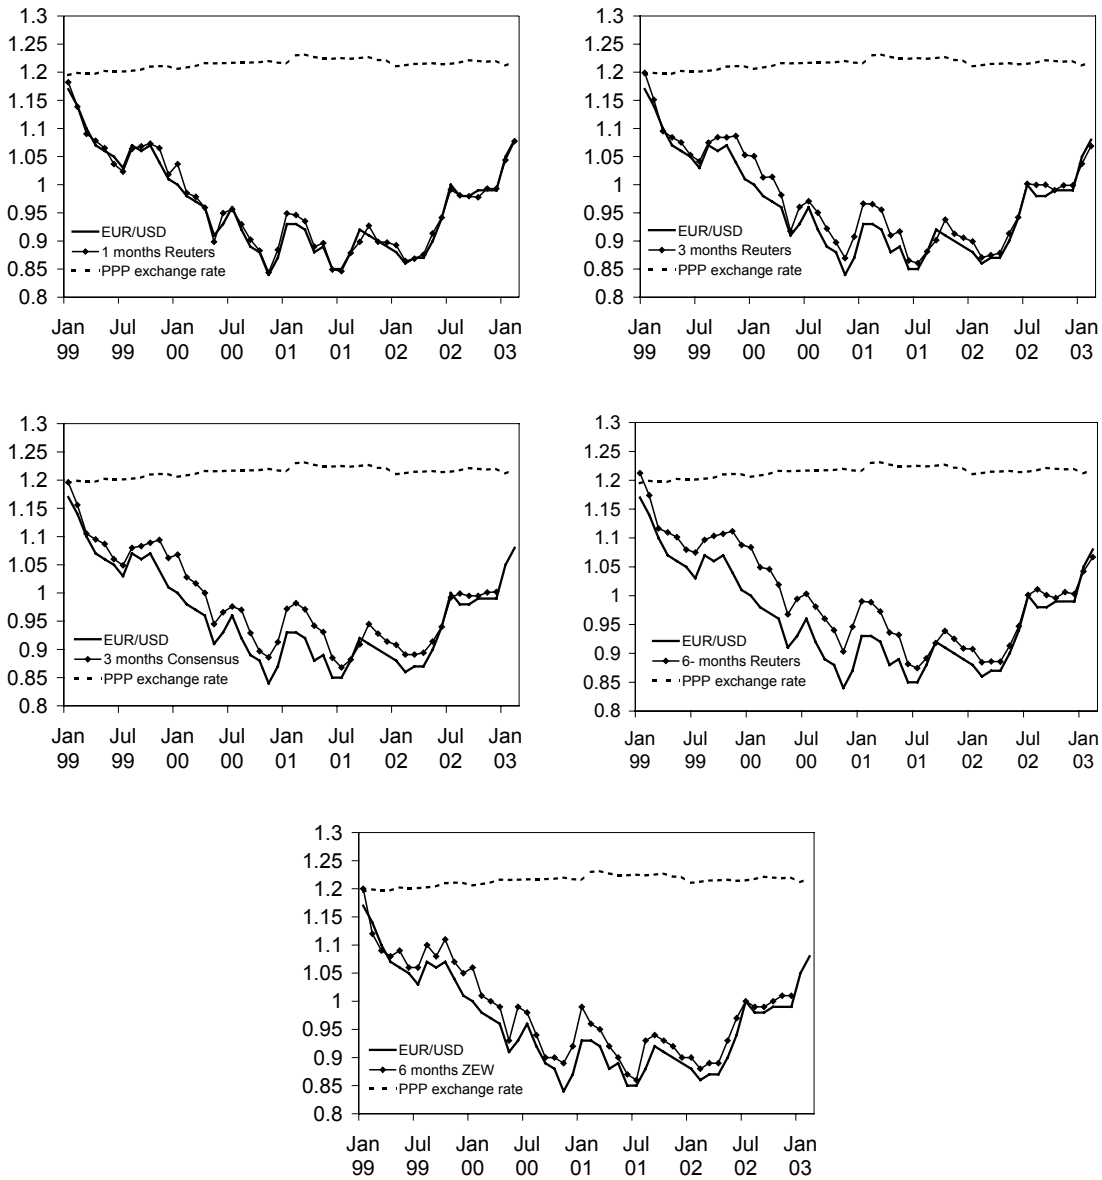 1.3
1.25
1.2
1.15
1.1
1.05
1
0.95
0.9
0.85
0.8
EUR/USD
1 months Reuters
PPP exchange rate
Jan Jul Jan Jul Jan Jul Jan Jul Jan
99 99 00 00 01 01 02 02 03
1.3
1.25
1.2
1.15
1.1
1.05
1
0.95
0.9
0.85
0.8
EUR/USD
3 months Reuters
PPP exchange rate
Jan Jul Jan Jul Jan Jul Jan Jul Jan
99 99 00 00 01 01 02 02 03
1.3
1.25
1.2
1.15
1.1
1.05
1
0.95
0.9
0.85
0.8
EUR/USD
3 months Consensus
PPP exchange rate
Jan Jul Jan Jul Jan Jul Jan Jul Jan
99 99 00 00 01 01 02 02 03
1.3
1.25
1.2
1.15
1.1
1.05
1
0.95
0.9
0.85
0.8
EUR/USD
6- months Reuters
PPP exchange rate
Jan Jul Jan Jul Jan Jul Jan Jul Jan
99 99 00 00 01 01 02 02 03
1.3
1.25
1.2
1.15
1.1
1.05
1
0.95
0.9
0.85
0.8
EUR/USD
6 months ZEW
PPP exchange rate
Jan Jul Jan Jul Jan Jul Jan Jul Jan
99 99 00 00 01 01 02 02 03